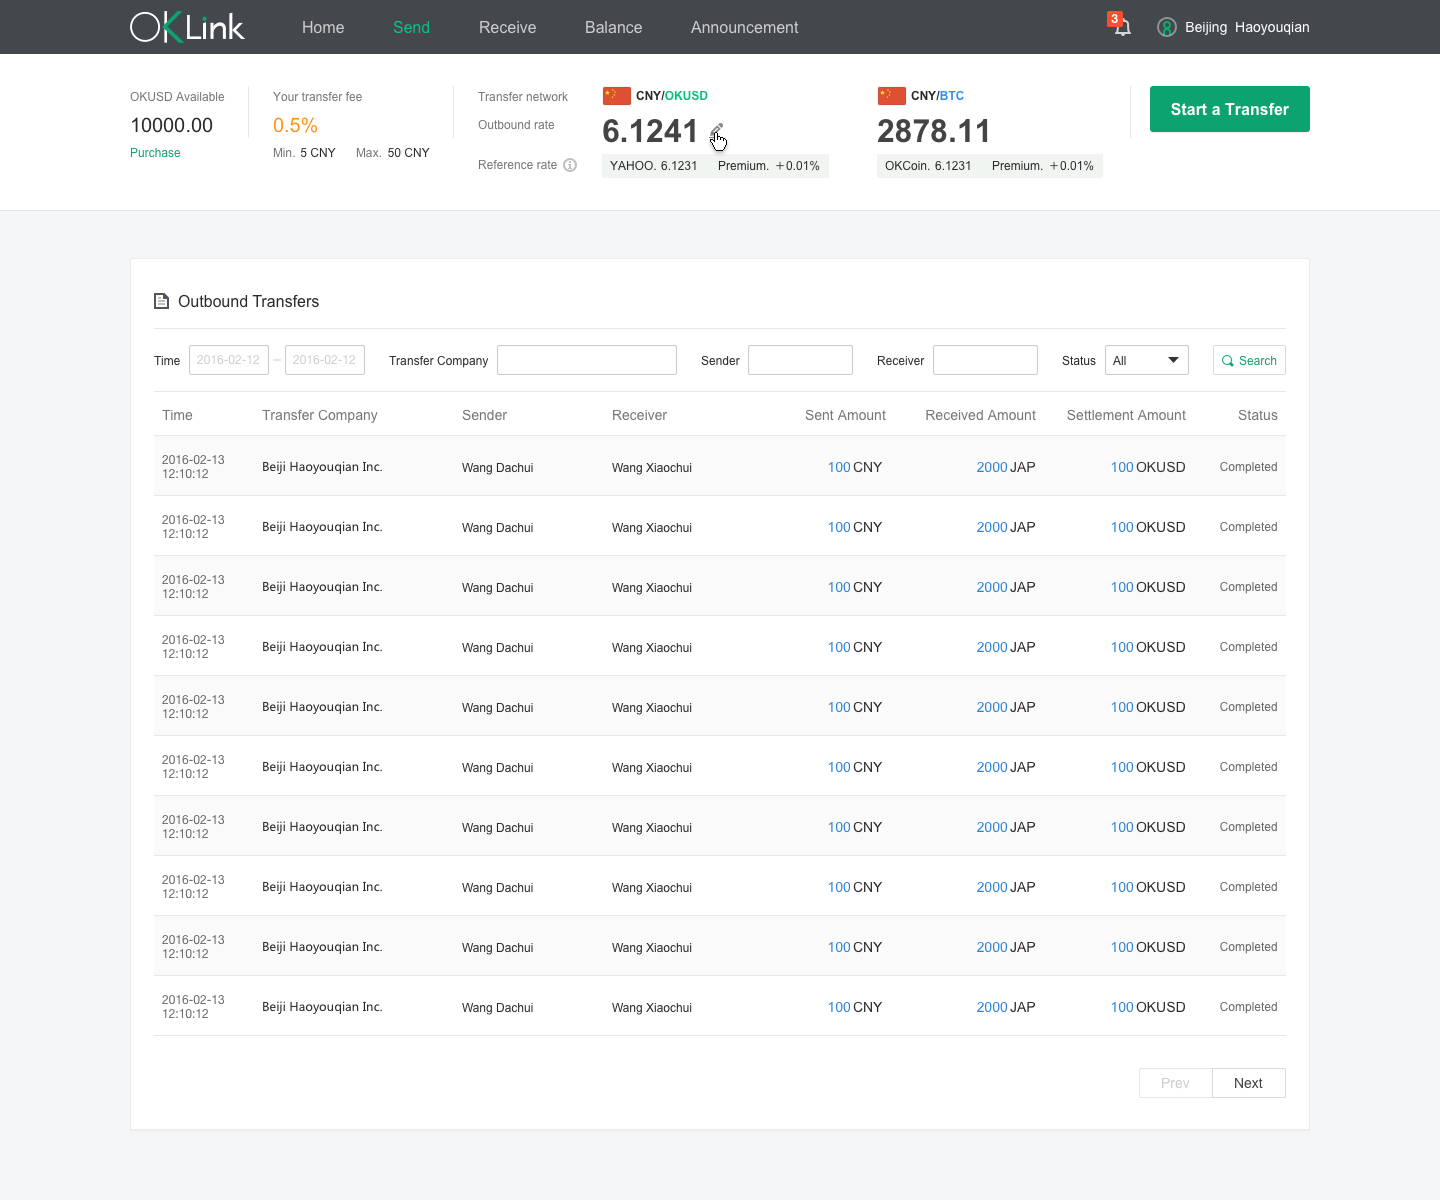 OKLink Home Send Receive Balance Announcement 3 Beijing Haoyouqian
OKUSD Available
10000.00
Purchase
Your transfer fee
0.5%
Min. 5 CNY Max. 50 CNY
Transfer network
Outbound rate
Reference rate
CNY/OKUSD
6.1241
YAHOO. 6.1231 Premium. +0.01%
CNY/BTC
2878.11
OKCoin. 6.1231 Premium. +0.01%
Start a Transfer
Outbound Transfers
Time 2016-02-12 – 2016-02-12 Transfer Company Sender Receiver Status All Search
Time Transfer Company Sender Receiver Sent Amount Received Amount Settlement Amount Status
2016-02-13
12:10:12
Beiji Haoyouqian Inc. Wang Dachui Wang Xiaochui 100 CNY 2000 JAP 100 OKUSD Completed
2016-02-13
12:10:12
Beiji Haoyouqian Inc. Wang Dachui Wang Xiaochui 100 CNY 2000 JAP 100 OKUSD Completed
2016-02-13
12:10:12
Beiji Haoyouqian Inc. Wang Dachui Wang Xiaochui 100 CNY 2000 JAP 100 OKUSD Completed
2016-02-13
12:10:12
Beiji Haoyouqian Inc. Wang Dachui Wang Xiaochui 100 CNY 2000 JAP 100 OKUSD Completed
2016-02-13
12:10:12
Beiji Haoyouqian Inc. Wang Dachui Wang Xiaochui 100 CNY 2000 JAP 100 OKUSD Completed
2016-02-13
12:10:12
Beiji Haoyouqian Inc. Wang Dachui Wang Xiaochui 100 CNY 2000 JAP 100 OKUSD Completed
2016-02-13
12:10:12
Beiji Haoyouqian Inc. Wang Dachui Wang Xiaochui 100 CNY 2000 JAP 100 OKUSD Completed
2016-02-13
12:10:12
Beiji Haoyouqian Inc. Wang Dachui Wang Xiaochui 100 CNY 2000 JAP 100 OKUSD Completed
2016-02-13
12:10:12
Beiji Haoyouqian Inc. Wang Dachui Wang Xiaochui 100 CNY 2000 JAP 100 OKUSD Completed
2016-02-13
12:10:12
Beiji Haoyouqian Inc. Wang Dachui Wang Xiaochui 100 CNY 2000 JAP 100 OKUSD Completed
Prev Next